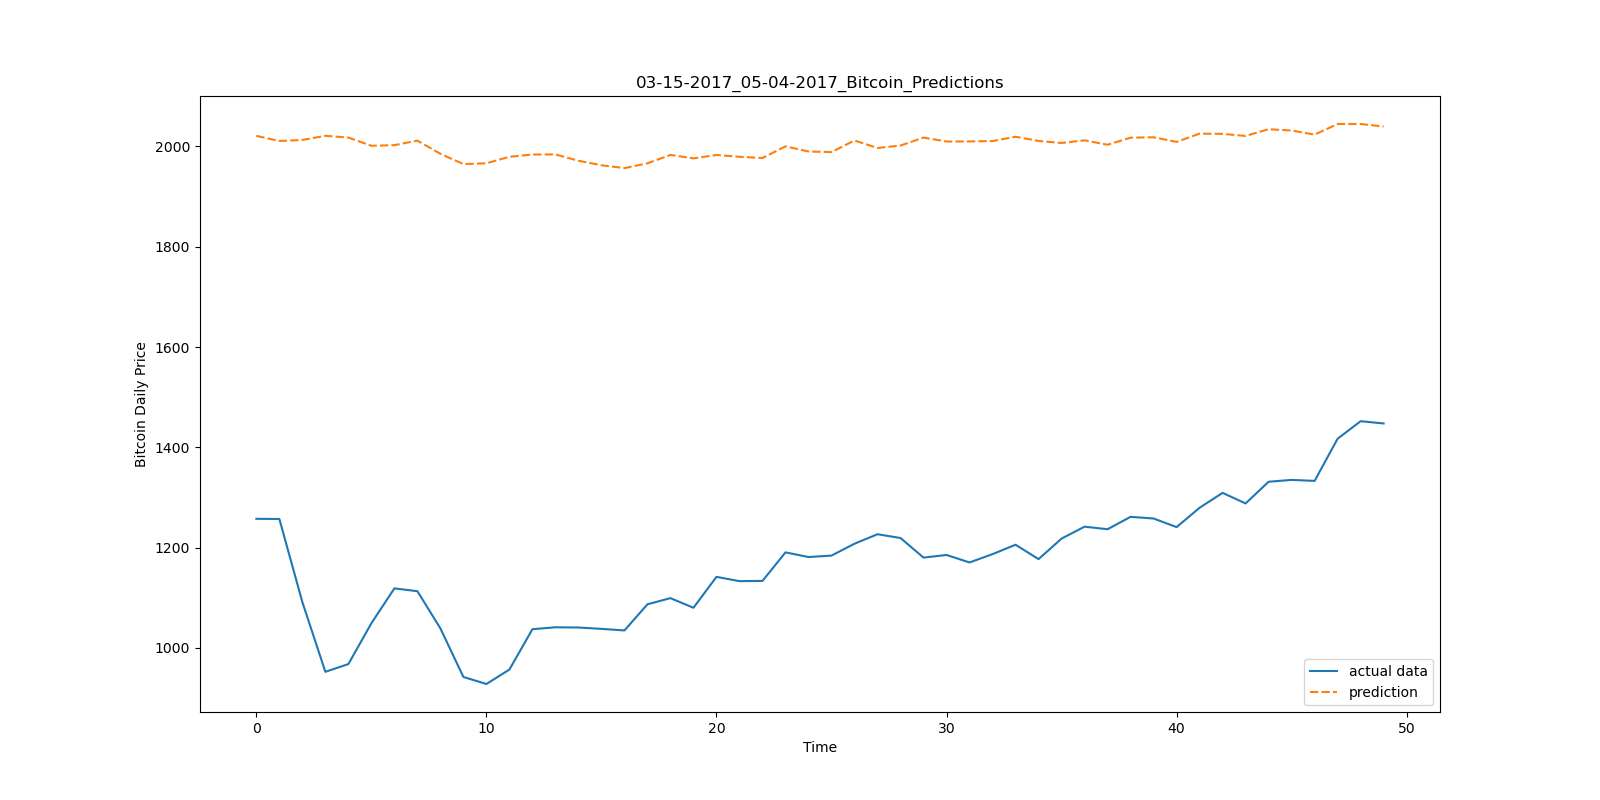 03-15-2017_05-04-2017_Bitcoin_Predictions
Bitcoin Daily Price
2000
1800
1600
1400
1200
1000
0 10 20 30 40 50
Time
actual data
prediction